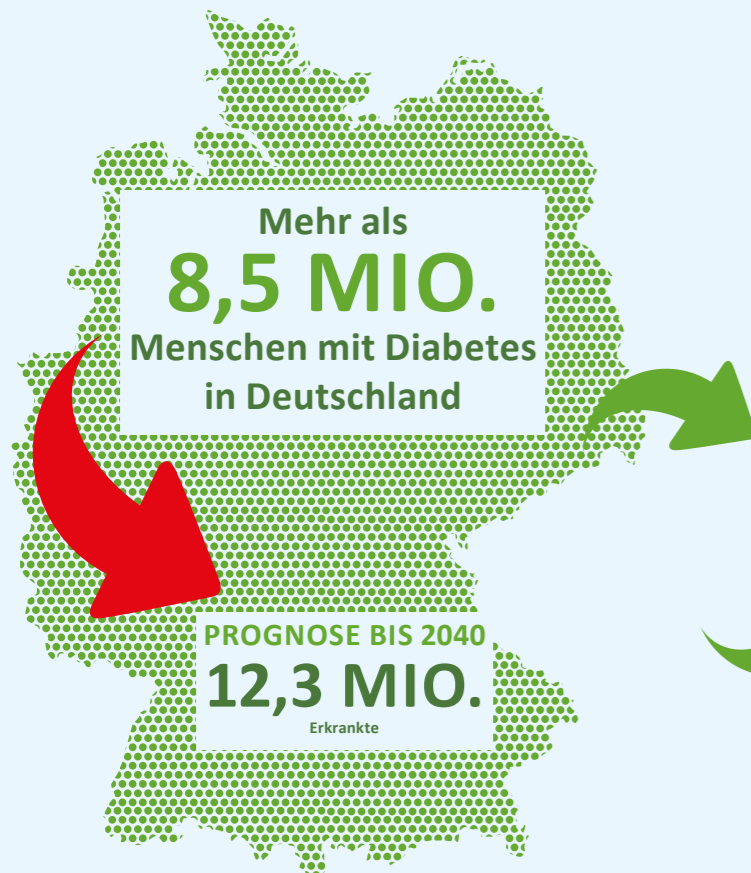 Mehr als
8,5 MIO.
Menschen mit Diabetes
in Deutschland
PROGNOSE BIS 2040
12,3 MIO.
Erkrankte